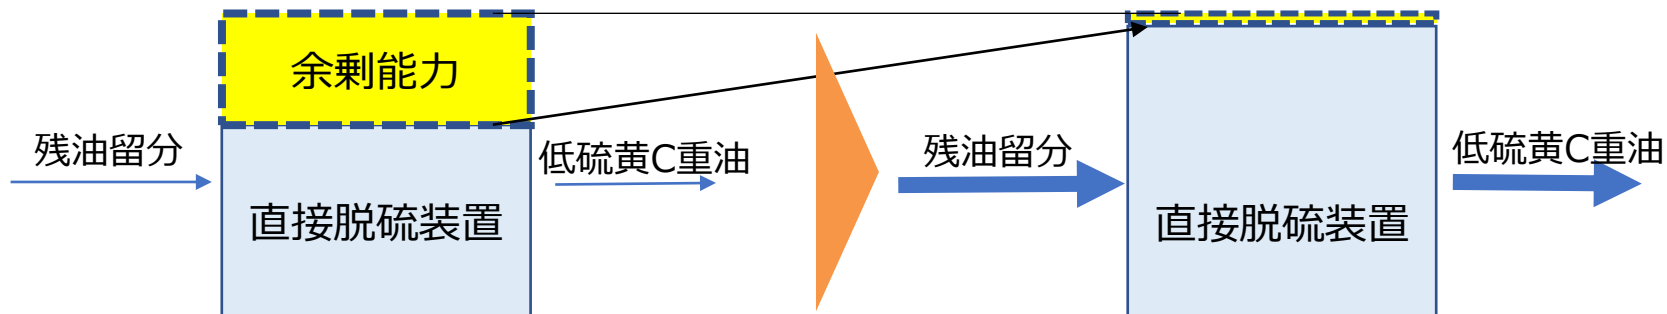 余剰能力
残油留分
低硫黄C重油
直接脱硫装置
残油留分
低硫黄C重油
直接脱硫装置